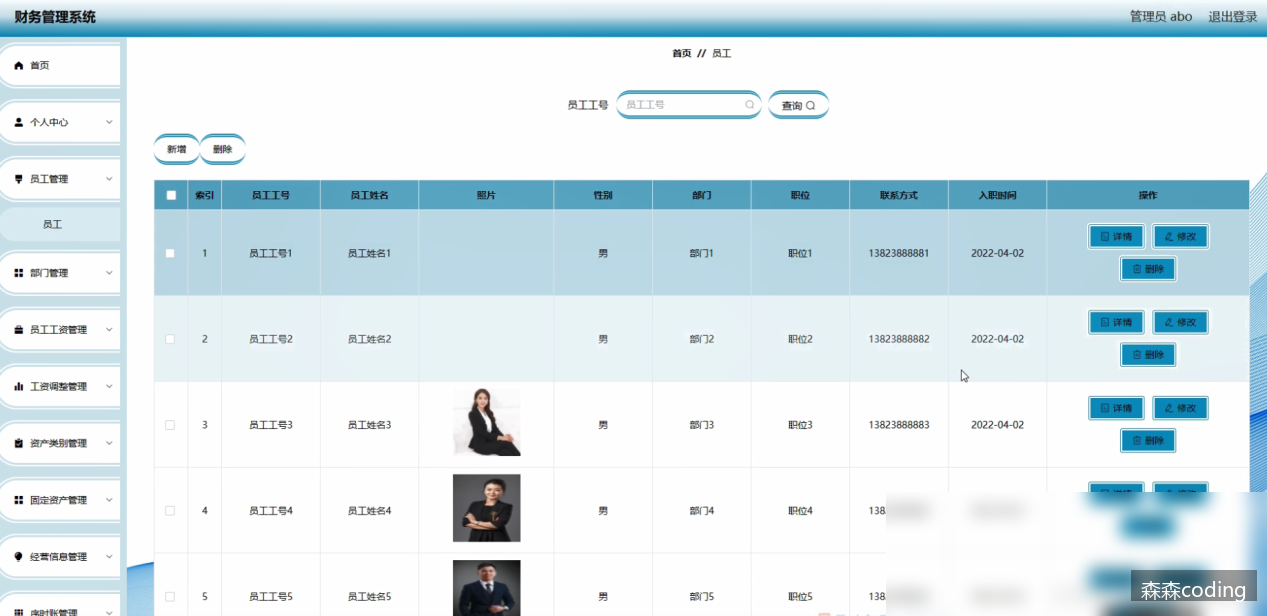 财务管理系统 管理员 abo 退出登录
首页 // 员工
首页
个人中心
员工管理
员工
部门管理
员工工资管理
工资调整管理
资产类别管理
固定资产管理
经营信息管理
序时账管理
员工工号 员工工号 查询
新增 删除
索引 员工工号 员工姓名 照片 性别 部门 职位 联系方式 入职时间 操作
1 员工工号1 员工姓名1 男 部门1 职位1 13823888881 2022-04-02 详情 修改
删除
2 员工工号2 员工姓名2 男 部门2 职位2 13823888882 2022-04-02 详情 修改
删除
3 员工工号3 员工姓名3 男 部门3 职位3 13823888883 2022-04-02 详情 修改
删除
4 员工工号4 员工姓名4 男 部门4 职位4 138
5 员工工号5 员工姓名5 男 部门5 职位5 138
森森coding